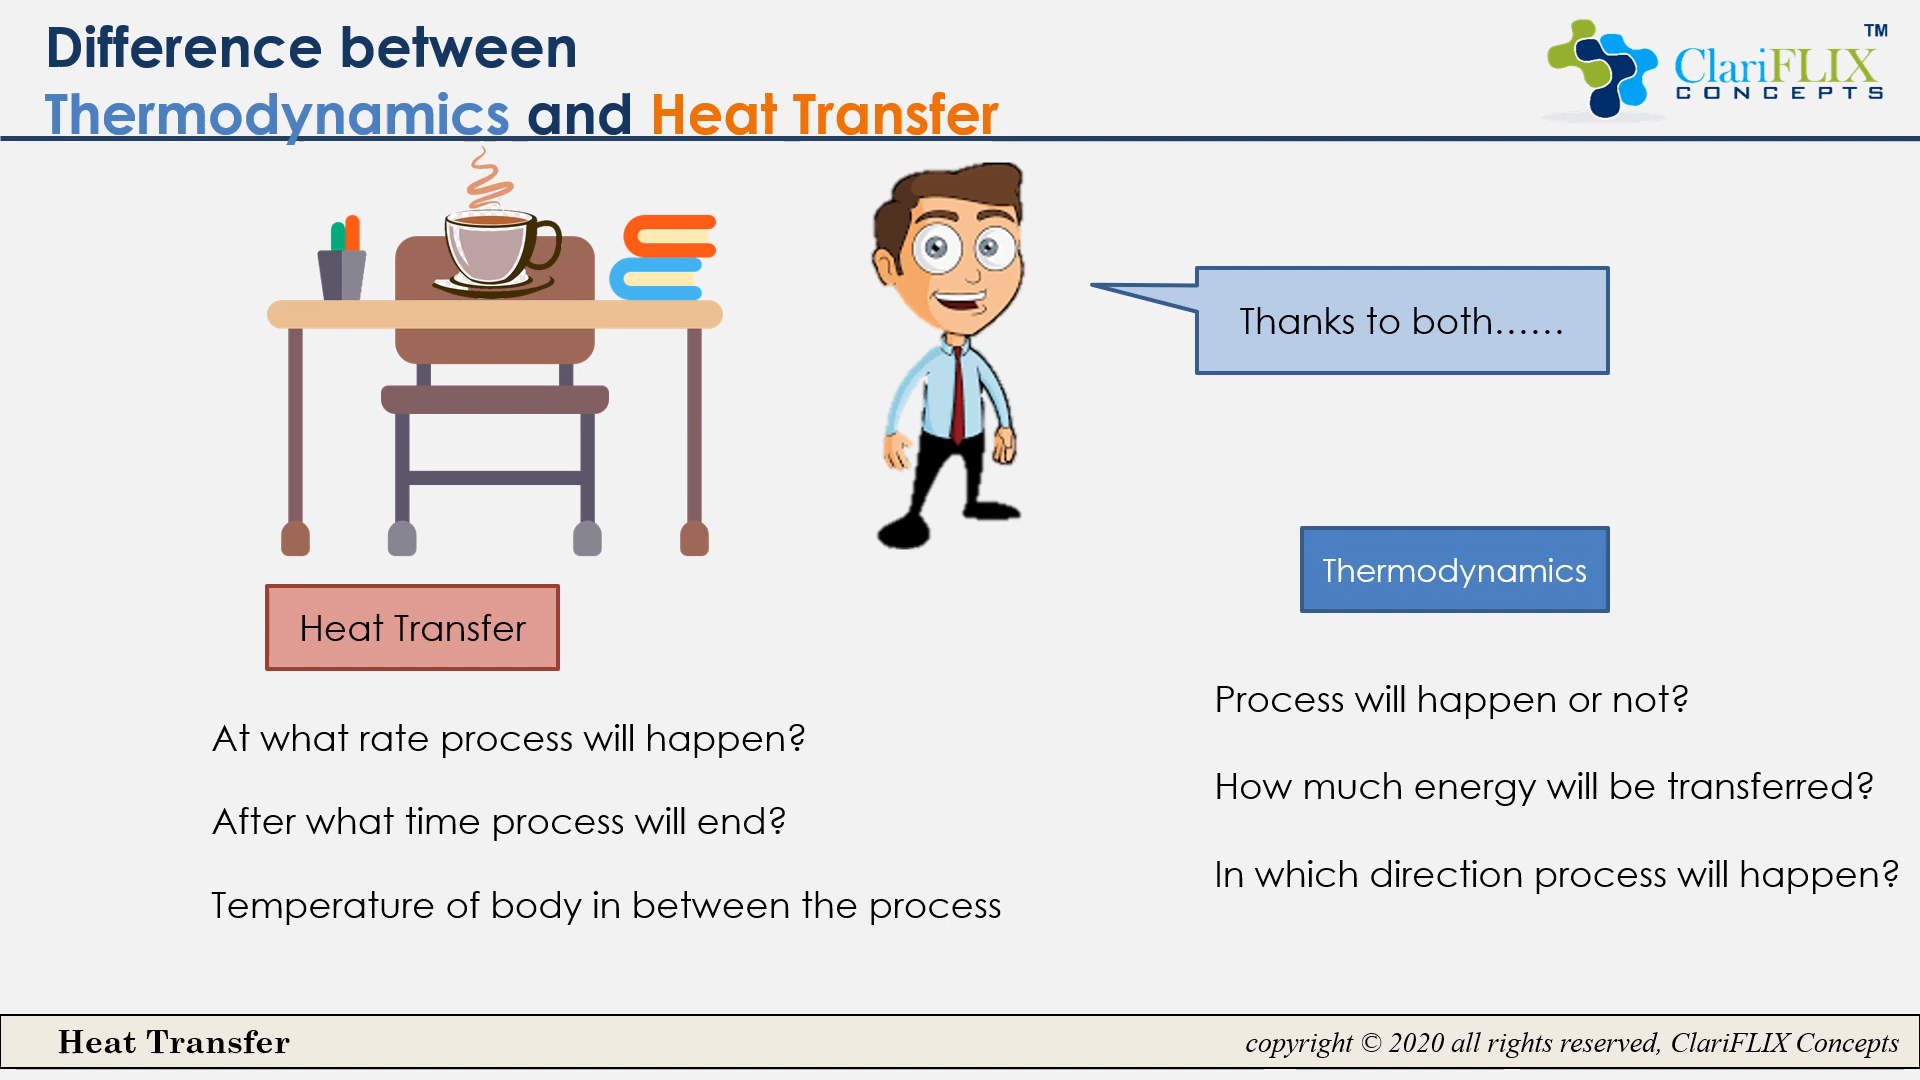 Difference between
Thermodynamics and Heat Transfer
TM
ClariFLIX
CONCEPTS
Thanks to both......
Thermodynamics
Heat Transfer
At what rate process will happen?
After what time process will end?
Temperature of body in between the process
Process will happen or not?
How much energy will be transferred?
In which direction process will happen?
Heat Transfer
copyright © 2020 all rights reserved, ClariFLIX Concepts